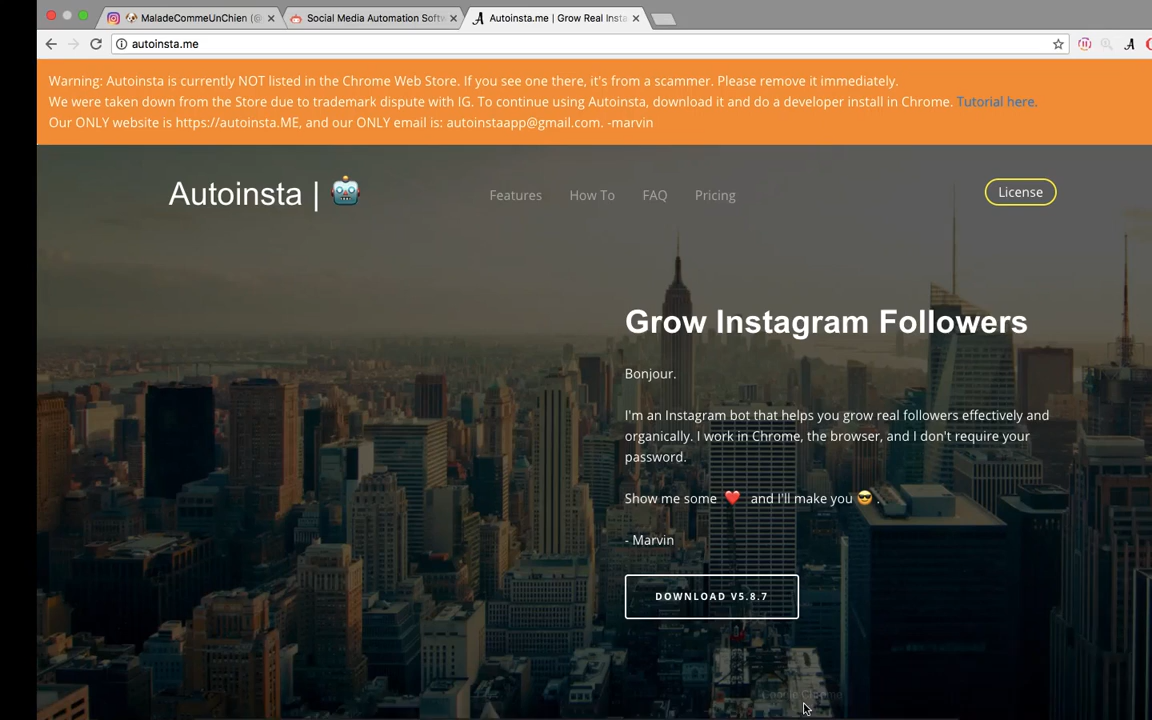 MaladeCommeUnChien (@
Social Media Automation Softw
Autoinsta.me | Grow Real Insta
autoinsta.me
Warning: Autoinsta is currently NOT listed in the Chrome Web Store. If you see one there, it's from a scammer. Please remove it immediately.
We were taken down from the Store due to trademark dispute with IG. To continue using Autoinsta, download it and do a developer install in Chrome. Tutorial here.
Our ONLY website is https://autoinsta.ME, and our ONLY email is: autoinstaapp@gmail.com. -marvin
Autoinsta |
Features How To FAQ Pricing
License
Grow Instagram Followers
Bonjour.
I'm an Instagram bot that helps you grow real followers effectively and
organically. I work in Chrome, the browser, and I don't require your
password.
Show me some ❤️ and I'll make you 😎 .
- Marvin
DOWNLOAD V5.8.7
Google Chrome